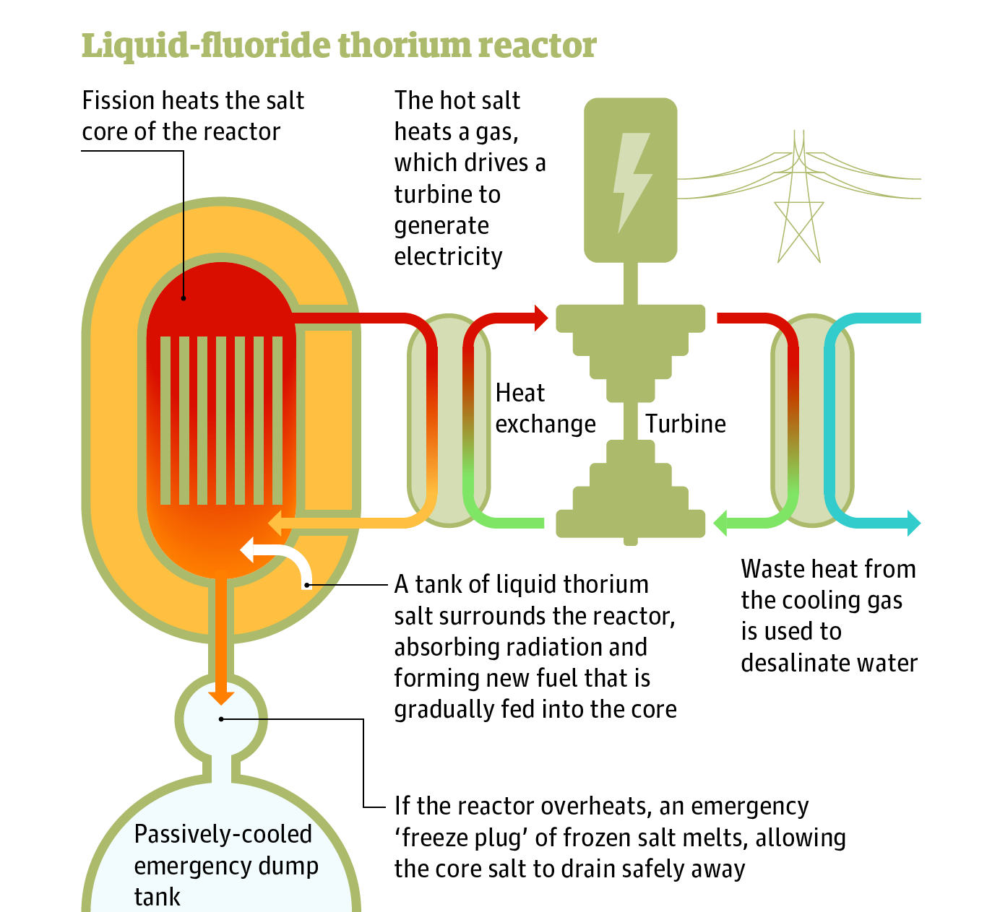 Liquid-fluoride thorium reactor
Fission heats the salt
core of the reactor
The hot salt
heats a gas,
which drives a
turbine to
generate
electricity
Heat
exchange
Turbine
A tank of liquid thorium
salt surrounds the reactor,
absorbing radiation and
forming new fuel that is
gradually fed into the core
Waste heat from
the cooling gas
is used to
desalinate water
If the reactor overheats, an emergency
‘freeze plug’ of frozen salt melts, allowing
the core salt to drain safely away
Passively-cooled
emergency dump
tank